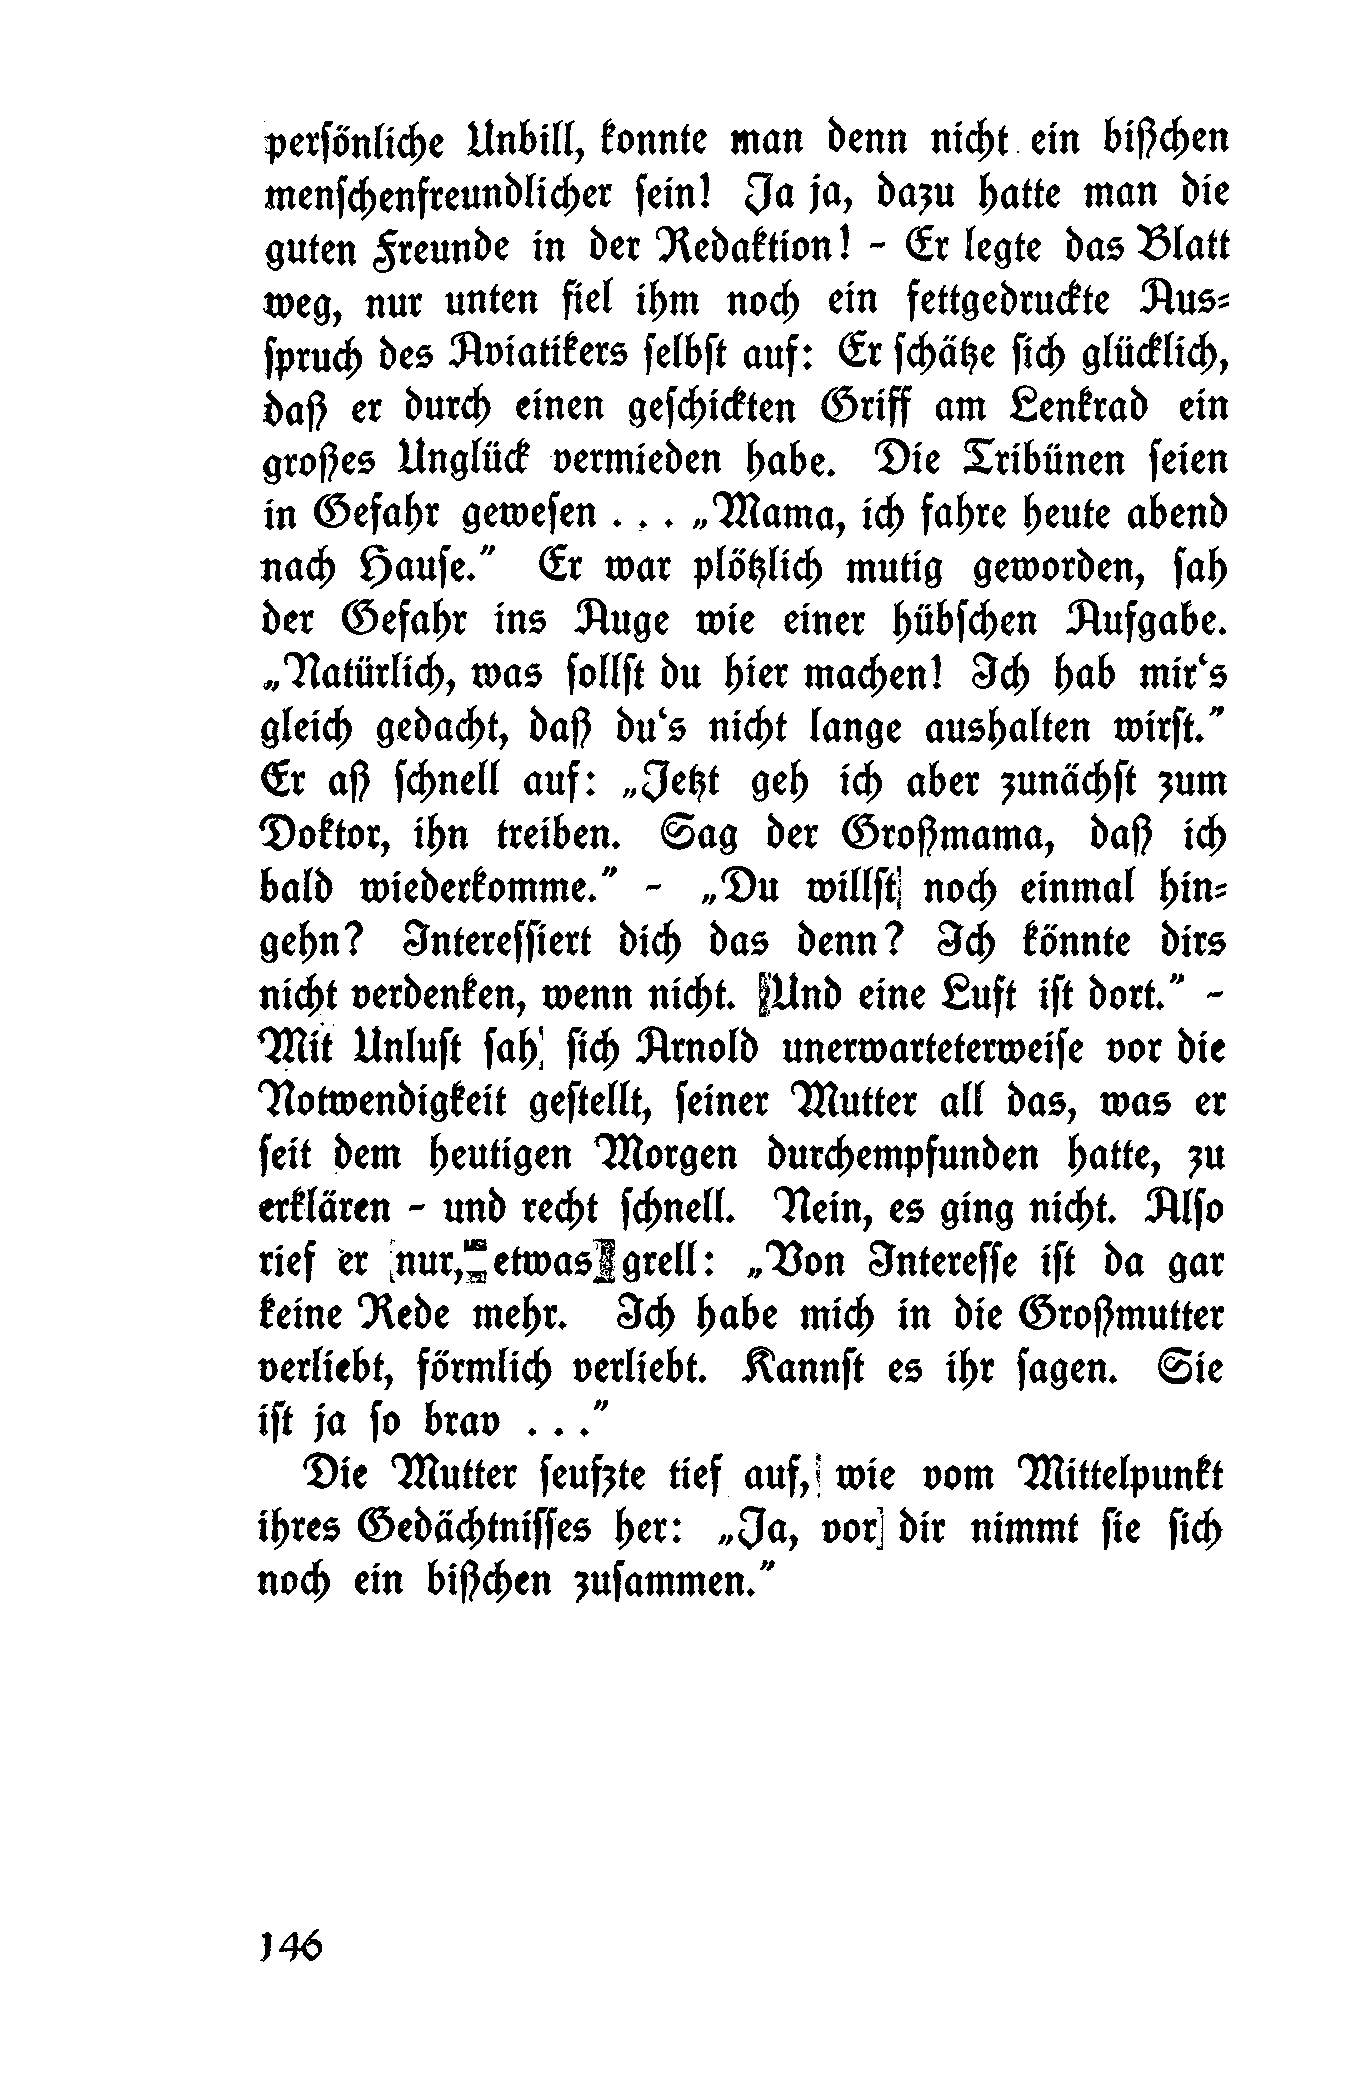 persönliche Unbill, konnte man denn nicht ein bißchen
menschenfreundlicher sein! Ja ja, dazu hatte man die
guten Freunde in der Redaktion! - Er legte das Blatt
weg, nur unten fiel ihm noch ein fettgedruckte Aus-
spruch des Aviatikers selbst auf: Er schätze sich glücklich,
daß er durch einen geschickten Griff am Lenkrad ein
großes Unglück vermieden habe. Die Tribünen seien
in Gefahr gewesen . . . „Mama, ich fahre heute abend
nach Hause.” Er war plötzlich mutig geworden, sah
der Gefahr ins Auge wie einer hübschen Aufgabe.
„Natürlich, was sollst du hier machen! Ich hab mir‘s
gleich gedacht, daß du‘s nicht lange aushalten wirst.”
Er aß schnell auf: „Jetzt geh ich aber zunächst zum
Doktor, ihn treiben. Sag der Großmama, daß ich
bald wiederkomme.” - „Du willst noch einmal hin-
gehn? Interessiert dich das denn? Ich könnte dirs
nicht verdenken, wenn nicht. Und eine Luft ist dort.” -
Mit Unlust sah sich Arnold unerwarteterweise vor die
Notwendigkeit gestellt, seiner Mutter all das, was er
seit dem heutigen Morgen durchempfunden hatte, zu
erklären - und recht schnell. Nein, es ging nicht. Also
rief er nur, etwas grell: „Von Interesse ist da gar
keine Rede mehr. Ich habe mich in die Großmutter
verliebt, förmlich verliebt. Kannst es ihr sagen. Sie
ist ja so brav . . .”
Die Mutter seufzte tief auf, wie vom Mittelpunkt
ihres Gedächtnisses her: „Ja, vor dir nimmt sie sich
noch ein bißchen zusammen.”
146